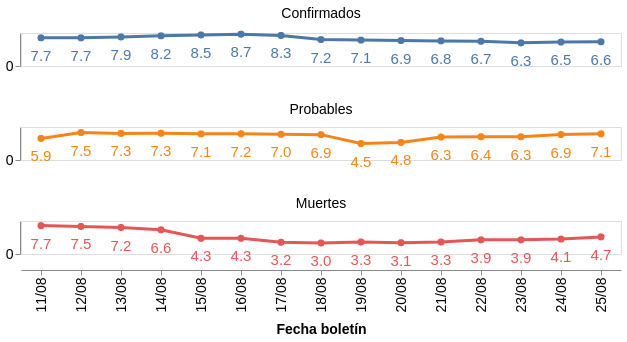 Confirmados
0
7.7 7.7 7.9 8.2 8.5 8.7 8.3 7.2 7.1 6.9 6.8 6.7 6.3 6.5 6.6
Probables
0
5.9 7.5 7.3 7.3 7.1 7.2 7.0 6.9 4.5 4.8 6.3 6.4 6.3 6.9 7.1
Muertes
0
7.7 7.5 7.2 6.6 4.3 4.3 3.2 3.0 3.3 3.1 3.3 3.9 3.9 4.1 4.7
11/08 12/08 13/08 14/08 15/08 16/08 17/08 18/08 19/08 20/08 21/08 22/08 23/08 24/08 25/08
Fecha boletín